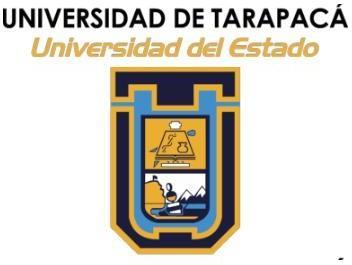 UNIVERSIDAD DE TARAPACÁ
Universidad del Estado